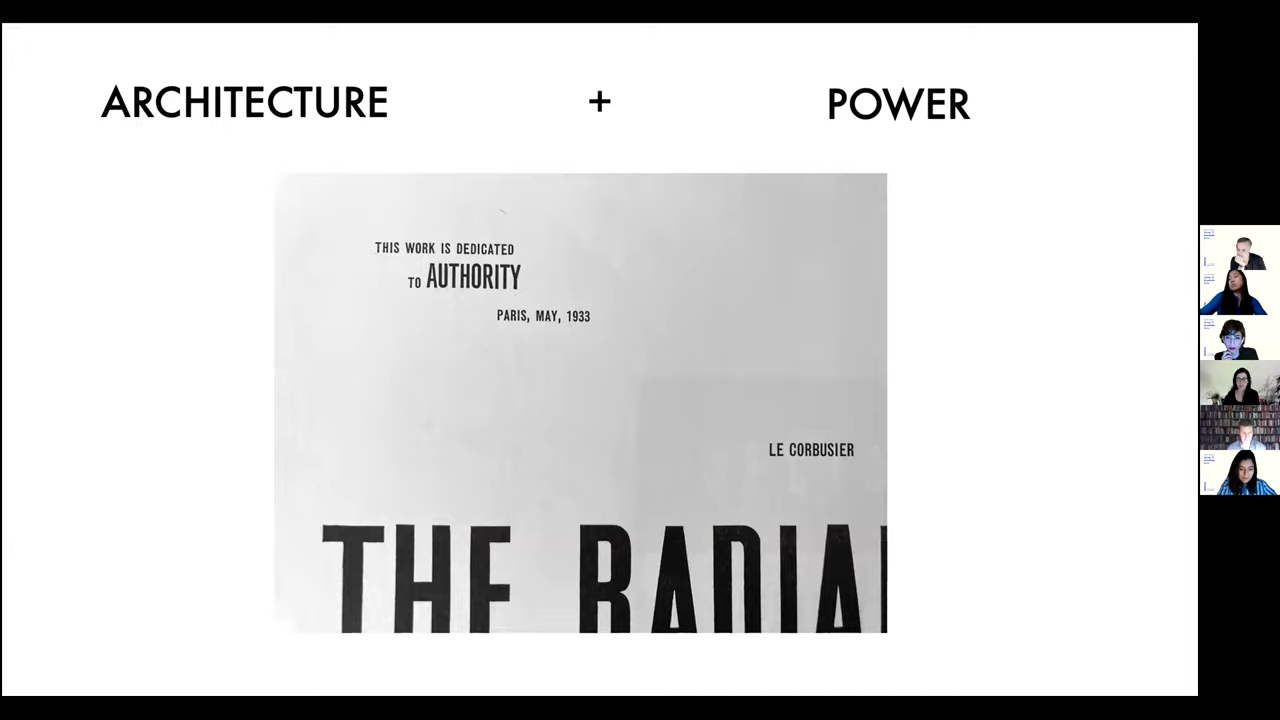 ARCHITECTURE + POWER
THIS WORK IS DEDICATED
TO AUTHORITY
PARIS, MAY, 1933
LE CORBUSIER
THE